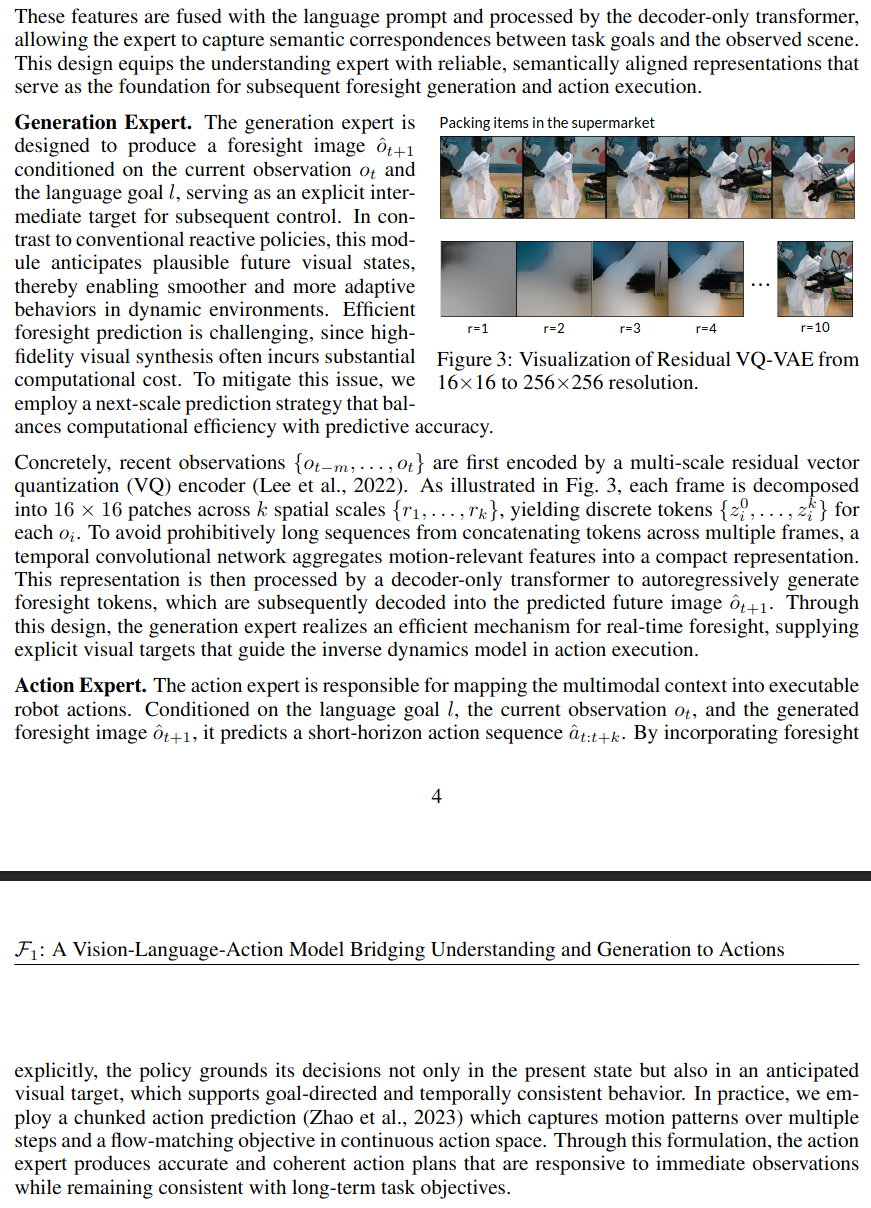 These features are fused with the language prompt and processed by the decoder-only transformer,
allowing the expert to capture semantic correspondences between task goals and the observed scene.
This design equips the understanding expert with reliable, semantically aligned representations that
serve as the foundation for subsequent foresight generation and action execution.
Generation Expert. The generation expert is
designed to produce a foresight image ô_{t+1}
conditioned on the current observation o_t and
the language goal l, serving as an explicit inter-
mediate target for subsequent control. In con-
trast to conventional reactive policies, this mod-
ule anticipates plausible future visual states,
thereby enabling smoother and more adaptive
behaviors in dynamic environments. Efficient
foresight prediction is challenging, since high-
fidelity visual synthesis often incurs substantial
computational cost. To mitigate this issue, we
employ a next-scale prediction strategy that bal-
ances computational efficiency with predictive accuracy.
Packing items in the supermarket
r=1 r=2 r=3 r=4 ... r=10
Figure 3: Visualization of Residual VQ-VAE from
16×16 to 256×256 resolution.
Concretely, recent observations {o_{t−m}, . . . , o_t} are first encoded by a multi-scale residual vector
quantization (VQ) encoder (Lee et al., 2022). As illustrated in Fig. 3, each frame is decomposed
into 16 × 16 patches across k spatial scales {r_1, . . . , r_k}, yielding discrete tokens {z_i^0, . . . , z_i^k} for
each o_i. To avoid prohibitively long sequences from concatenating tokens across multiple frames, a
temporal convolutional network aggregates motion-relevant features into a compact representation.
This representation is then processed by a decoder-only transformer to autoregressively generate
foresight tokens, which are subsequently decoded into the predicted future image ô_{t+1}. Through
this design, the generation expert realizes an efficient mechanism for real-time foresight, supplying
explicit visual targets that guide the inverse dynamics model in action execution.
Action Expert. The action expert is responsible for mapping the multimodal context into executable
robot actions. Conditioned on the language goal l, the current observation o_t, and the generated
foresight image ô_{t+1}, it predicts a short-horizon action sequence â_{t:t+k}. By incorporating foresight
4
F_1: A Vision-Language-Action Model Bridging Understanding and Generation to Actions
explicitly, the policy grounds its decisions not only in the present state but also in an anticipated
visual target, which supports goal-directed and temporally consistent behavior. In practice, we em-
ploy a chunked action prediction (Zhao et al., 2023) which captures motion patterns over multiple
steps and a flow-matching objective in continuous action space. Through this formulation, the action
expert produces accurate and coherent action plans that are responsive to immediate observations
while remaining consistent with long-term task objectives.